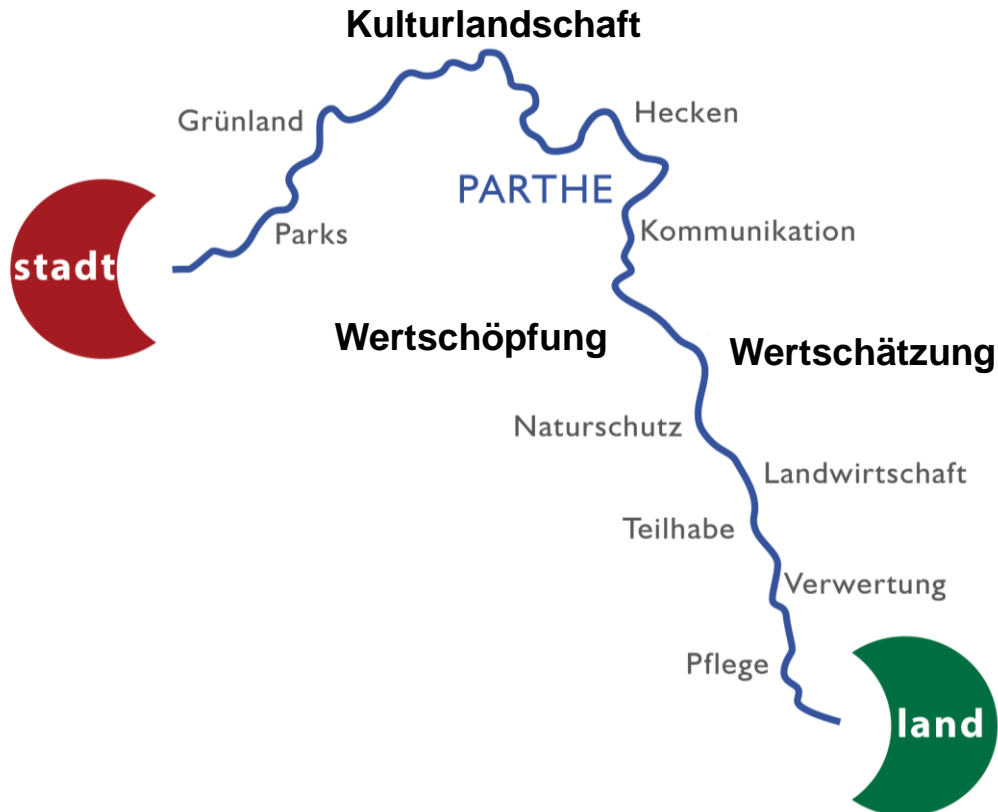 Kulturlandschaft
Grünland
Hecken
PARTHE
Parks
Kommunikation
stadt
Wertschöpfung
Wertschätzung
Naturschutz
Landwirtschaft
Teilhabe
Verwertung
Pflege
land